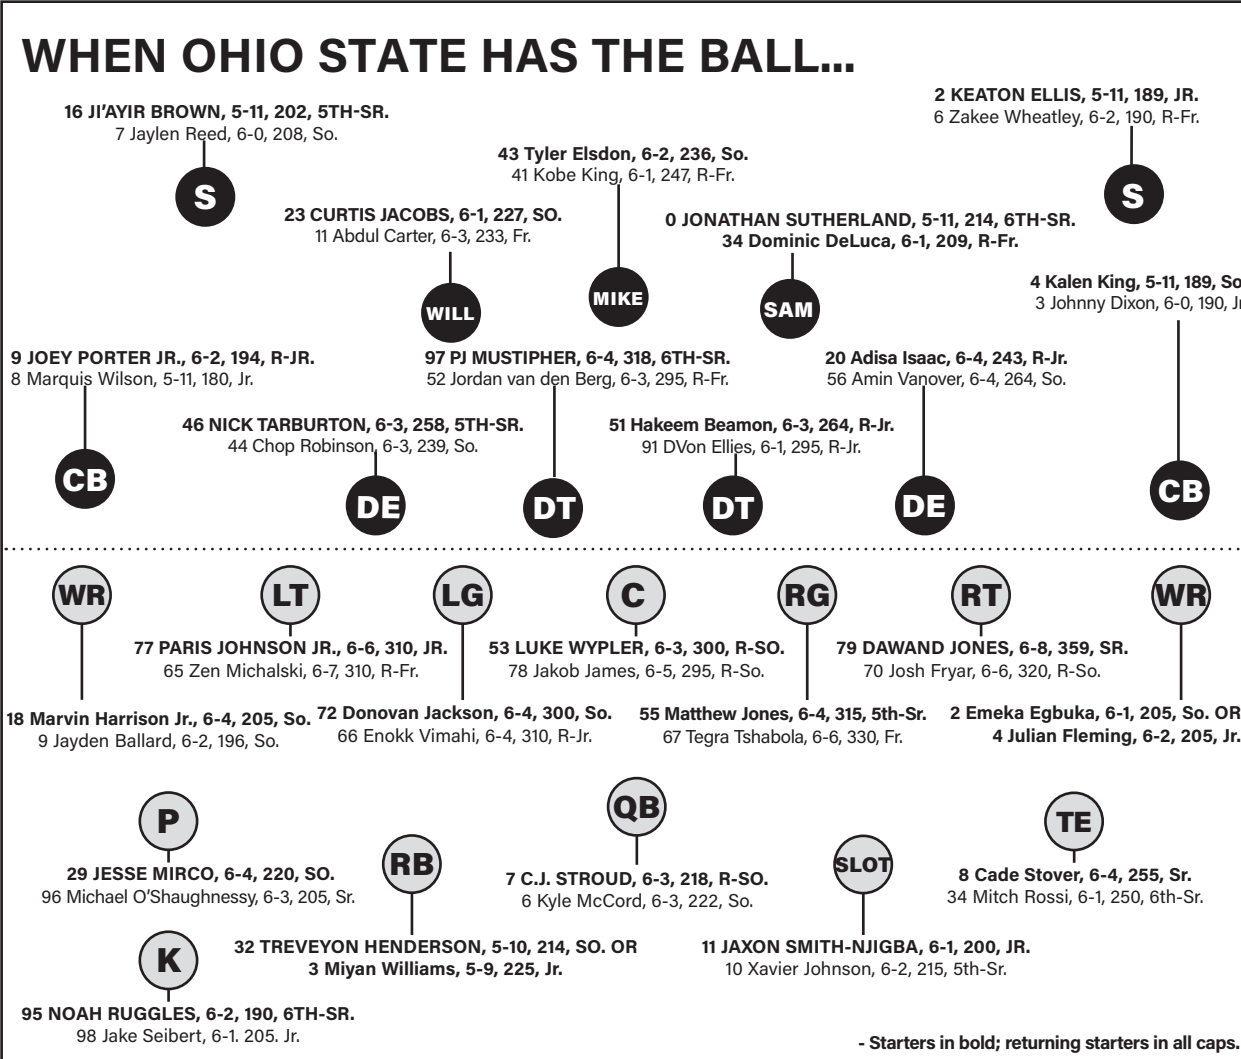 WHEN OHIO STATE HAS THE BALL...
16 JI'AYIR BROWN, 5-11, 202, 5TH-SR.
7 Jaylen Reed, 6-0, 208, So.
S
2 KEATON ELLIS, 5-11, 189, JR.
6 Zakee Wheatley, 6-2, 190, R-Fr.
S
43 Tyler Elsdon, 6-2, 236, So.
41 Kobe King, 6-1, 247, R-Fr.
MIKE
23 CURTIS JACOBS, 6-1, 227, SO.
11 Abdul Carter, 6-3, 233, Fr.
WILL
0 JONATHAN SUTHERLAND, 5-11, 214, 6TH-SR.
34 Dominic DeLuca, 6-1, 209, R-Fr.
SAM
4 Kalen King, 5-11, 189, So
3 Johnny Dixon, 6-0, 190, Jr
CB
9 JOEY PORTER JR., 6-2, 194, R-JR.
8 Marquis Wilson, 5-11, 180, Jr.
CB
97 PJ MUSTIPHER, 6-4, 318, 6TH-SR.
52 Jordan van den Berg, 6-3, 295, R-Fr.
DT
20 Adisa Isaac, 6-4, 243, R-Jr.
56 Amin Vanover, 6-4, 264, So.
DE
46 NICK TARBURTON, 6-3, 258, 5TH-SR.
44 Chop Robinson, 6-3, 239, So.
DE
51 Hakeem Beamon, 6-3, 264, R-Jr.
91 DVon Ellies, 6-1, 295, R-Jr.
DT
WR
18 Marvin Harrison Jr., 6-4, 205, So.
9 Jayden Ballard, 6-2, 196, So.
LT
77 PARIS JOHNSON JR., 6-6, 310, JR.
65 Zen Michalski, 6-7, 310, R-Fr.
LG
72 Donovan Jackson, 6-4, 300, So.
66 Enokk Vimahi, 6-4, 310, R-Jr.
C
53 LUKE WYPLER, 6-3, 300, R-SO.
78 Jakob James, 6-5, 295, R-So.
RG
55 Matthew Jones, 6-4, 315, 5th-Sr.
67 Tegra Tshabola, 6-6, 330, Fr.
RT
79 DAWAND JONES, 6-8, 359, SR.
70 Josh Fryar, 6-6, 320, R-So.
WR
2 Emeka Egbuka, 6-1, 205, So. OR
4 Julian Fleming, 6-2, 205, Jr.
P
29 JESSE MIRCO, 6-4, 220, SO.
96 Michael O'Shaughnessy, 6-3, 205, Sr.
RB
32 TREVEYON HENDERSON, 5-10, 214, SO. OR
3 Miyan Williams, 5-9, 225, Jr.
QB
7 C.J. STROUD, 6-3, 218, R-SO.
6 Kyle McCord, 6-3, 222, So.
SLOT
11 JAXON SMITH-NJIGBA, 6-1, 200, JR.
10 Xavier Johnson, 6-2, 215, 5th-Sr.
TE
8 Cade Stover, 6-4, 255, Sr.
34 Mitch Rossi, 6-1, 250, 6th-Sr.
K
95 NOAH RUGGLES, 6-2, 190, 6TH-SR.
98 Jake Seibert, 6-1. 205. Jr.
- Starters in bold; returning starters in all caps.